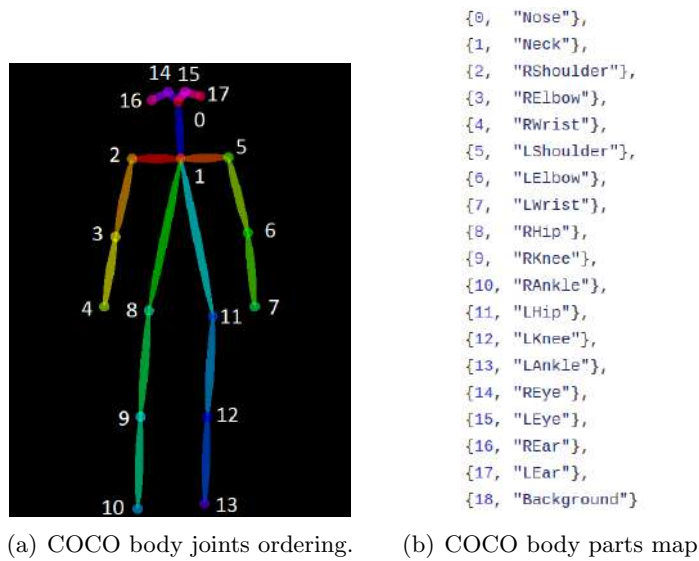 14 15
16 17
0
2 5
1
3 6
4 8 7
11
9 12
10 13
(a) COCO body joints ordering.
{0, "Nose"},
{1, "Neck"},
{2, "RShoulder"},
{3, "RElbow"},
{4, "RWrist"},
{5, "LShoulder"},
{6, "LElbow"},
{7, "LWrist"},
{8, "RHip"},
{9, "RKnee"},
{10, "RAnkle"},
{11, "LHip"},
{12, "LKnee"},
{13, "LAnkle"},
{14, "REye"},
{15, "LEye"},
{16, "REar"},
{17, "LEar"},
{18, "Background"}
(b) COCO body parts map